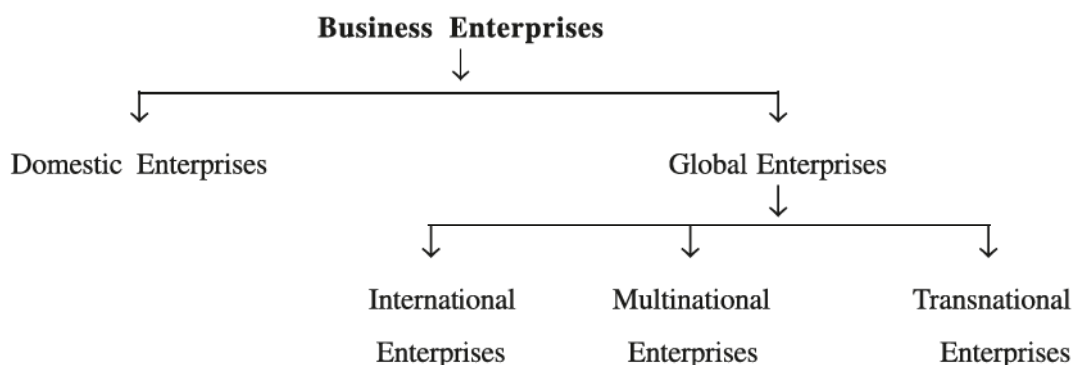 Business Enterprises
Domestic Enterprises
Global Enterprises
International
Enterprises
Multinational
Enterprises
Transnational
Enterprises